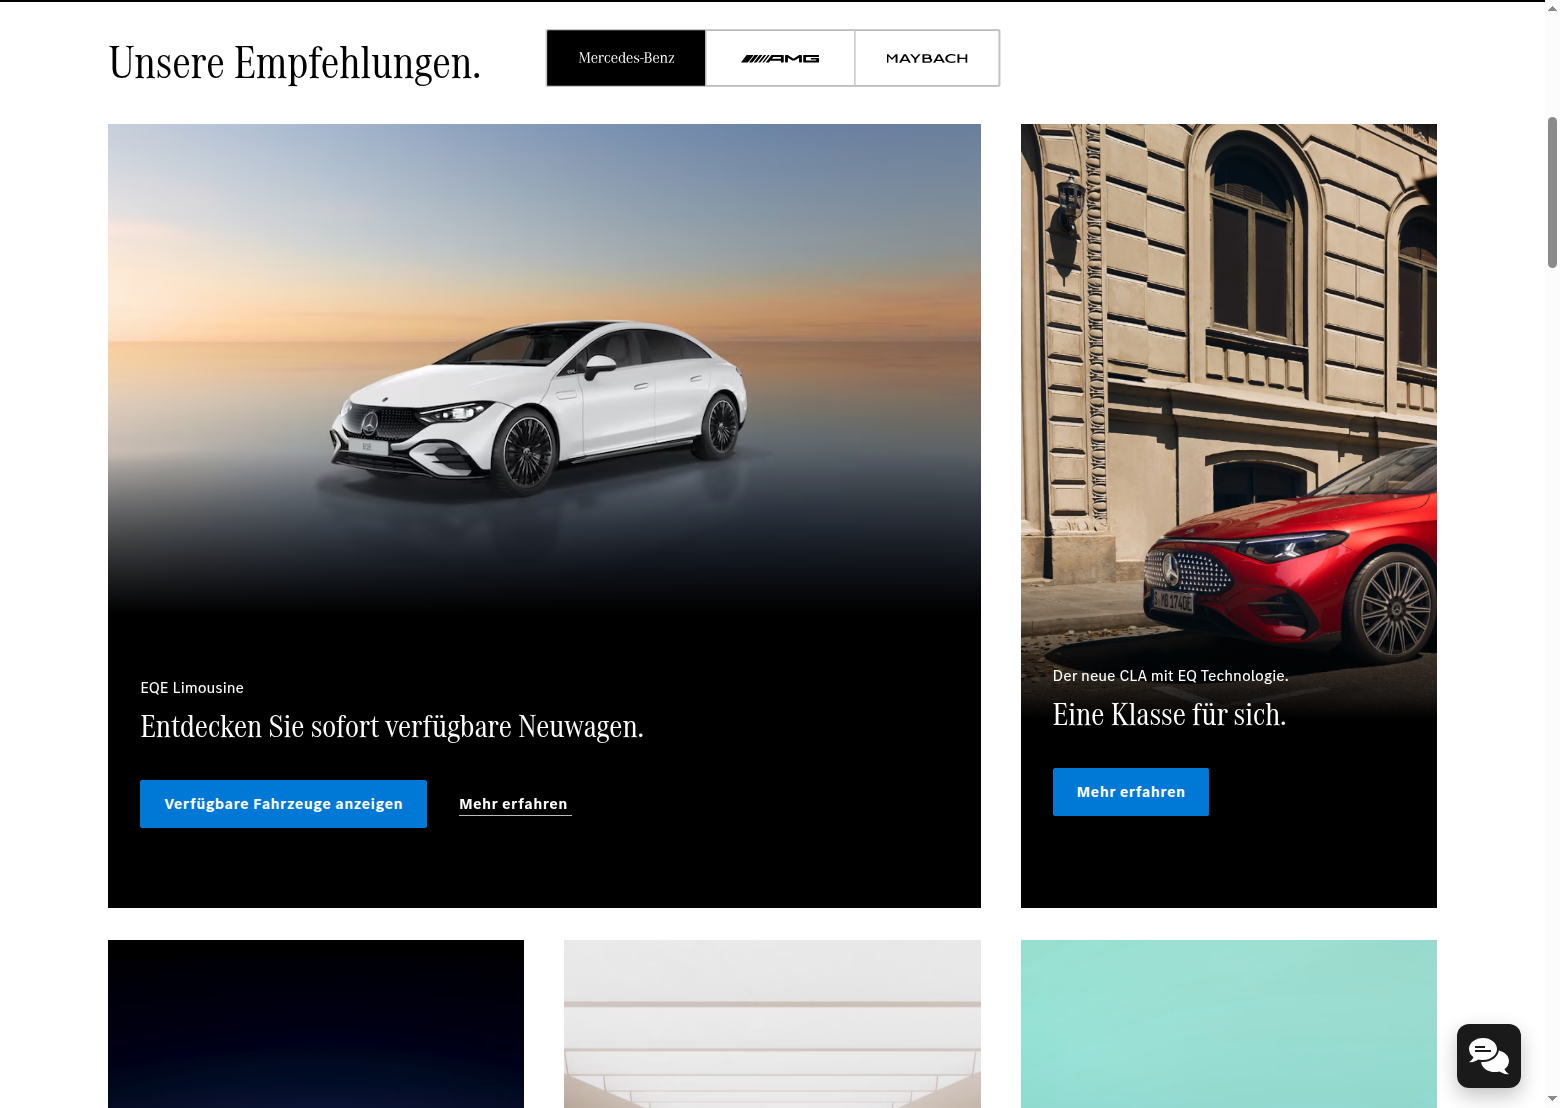 Unsere Empfehlungen.
Mercedes-Benz
AMG
MAYBACH
EQE Limousine
Entdecken Sie sofort verfügbare Neuwagen.
Verfügbare Fahrzeuge anzeigen
Mehr erfahren
Der neue CLA mit EQ Technologie.
Eine Klasse für sich.
Mehr erfahren